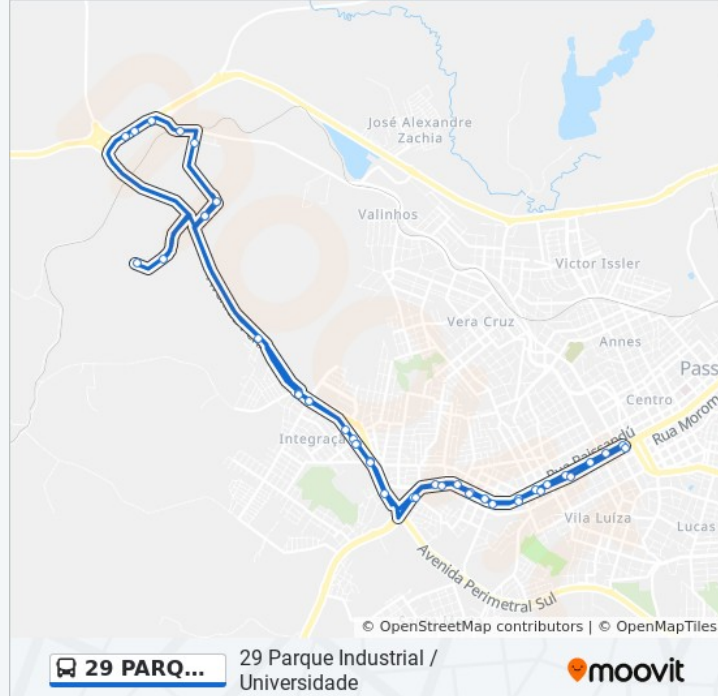 José Alexandre
Zachia
Valinhos
Victor Issler
Vera Cruz
Annes
Pass
Centro
Rua Morom
Rua Paissandú
Integração
Vila Luíza
Lucas
Avenida Perimetral Sul
© OpenStreetMap contributors | © OpenMapTiles
29 PARQ...
29 Parque Industrial /
Universidade
moovit